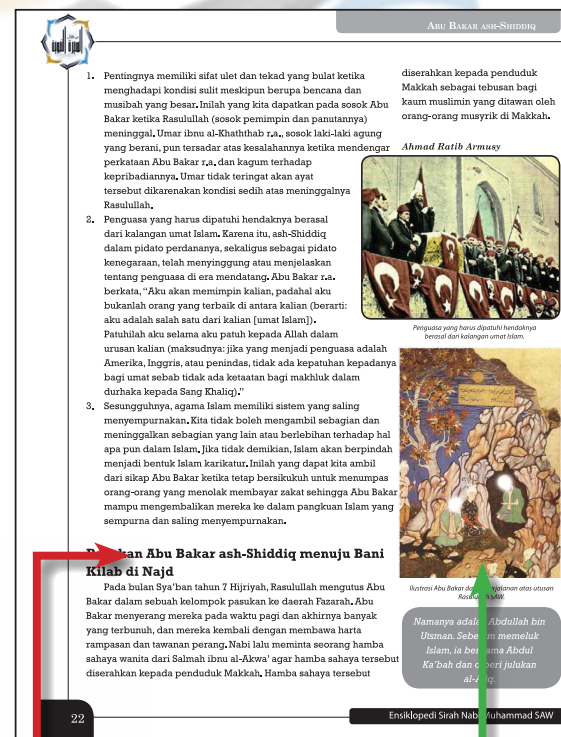 ABU BAKAR ASH-SHIDDIQ
1. Pentingnya memiliki sifat ulet dan tekad yang bulat ketika
menghadapi kondisi sulit meskipun berupa bencana dan
musibah yang besar. Inilah yang kita dapatkan pada sosok Abu
Bakar ketika Rasulullah (sosok pemimpin dan panutannya)
meninggal. Umar ibnu al-Khaththab r.a., sosok laki-laki agung
yang berani, pun tersadar atas kesalahannya ketika mendengar
perkataan Abu Bakar r.a. dan kagum terhadap
kepribadiannya. Umar tidak teringat akan ayat
tersebut dikarenakan kondisi sedih atas meninggalnya
Rasulullah.
2. Penguasa yang harus dipatuhi hendaknya berasal
dari kalangan umat Islam. Karena itu, ash-Shiddiq
dalam pidato perdananya, sekaligus sebagai pidato
kenegaraan, telah menyinggung atau menjelaskan
tentang penguasa di era mendatang. Abu Bakar r.a.
berkata, “Aku akan memimpin kalian, padahal aku
bukanlah orang yang terbaik di antara kalian (berarti:
aku adalah salah satu dari kalian [umat Islam]).
Patuhilah aku selama aku patuh kepada Allah dalam
urusan kalian (maksudnya: jika yang menjadi penguasa adalah
Amerika, Inggris, atau penindas, tidak ada kepatuhan kepadanya
bagi umat sebab tidak ada ketaatan bagi makhluk dalam
durhaka kepada Sang Khaliq).”
3. Sesungguhnya, agama Islam memiliki sistem yang saling
menyempurnakan. Kita tidak boleh mengambil sebagian dan
meninggalkan sebagian yang lain atau berlebihan terhadap hal
apa pun dalam Islam. Jika tidak demikian, Islam akan berpindah
menjadi bentuk Islam karikatur. Inilah yang dapat kita ambil
dari sikap Abu Bakar ketika tetap bersikukuh untuk menumpas
orang-orang yang menolak membayar zakat sehingga Abu Bakar
mampu mengembalikan mereka ke dalam pangkuan Islam yang
sempurna dan saling menyempurnakan.
Abu Bakar ash-Shiddiq menuju Bani
Kilab di Najd
Pada bulan Sya’ban tahun 7 Hijriyah, Rasulullah mengutus Abu
Bakar dalam sebuah kelompok pasukan ke daerah Fazarah. Abu
Bakar menyerang mereka pada waktu pagi dan akhirnya banyak
yang terbunuh, dan mereka kembali dengan membawa harta
rampasan dan tawanan perang. Nabi lalu meminta seorang hamba
sahaya wanita dari Salmah ibnu al-Akwa’ agar hamba sahaya tersebut
diserahkan kepada penduduk Makkah. Hamba sahaya tersebut
diserahkan kepada penduduk
Makkah sebagai tebusan bagi
kaum muslimin yang ditawan oleh
orang-orang musyrik di Makkah.
Ahmad Ratib Armusy
Penguasa yang harus dipatuhi hendaknya
berasal dari kalangan umat Islam.
Ilustrasi Abu Bakar atas utusan
SAW.
Namanya Abdullah bin
Utsman. memeluk
Islam, ia Abdul
Ka’bah dan julukan
22
Ensiklopedi Sirah Muhammad SAW